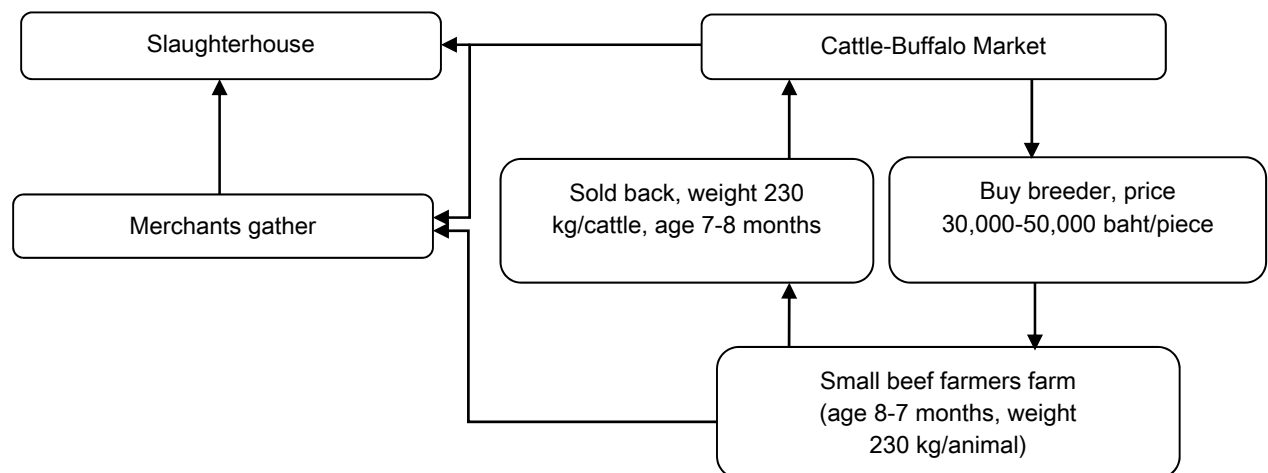 Slaughterhouse
Cattle-Buffalo Market
Merchants gather
Sold back, weight 230
kg/cattle, age 7-8 months
Buy breeder, price
30,000-50,000 baht/piece
Small beef farmers farm
(age 8-7 months, weight
230 kg/animal)